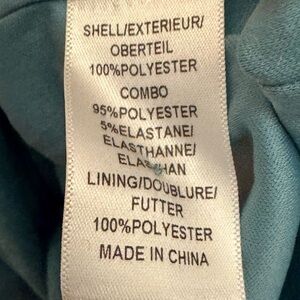 SHELL/EXTERIEUR/
OBERTEIL
100%POLYESTER
COMBO
95%POLYESTER
5%ELASTANE/
ELASTHANNE/
ELASTHAN
LINING/DOUBLURE/
FUTTER
100%POLYESTER
MADE IN CHINA